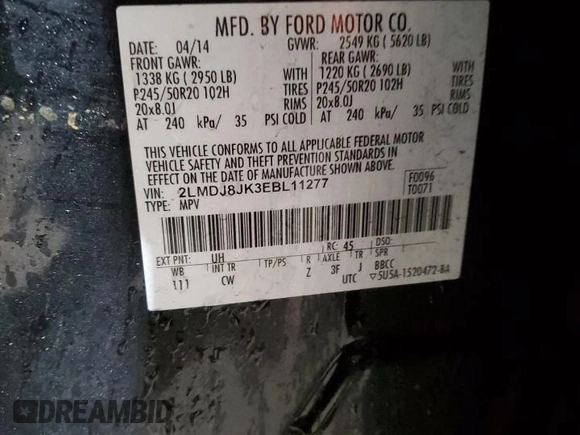 MFD. BY FORD MOTOR CO.
DATE: 04/14 GVWR: 2549 KG ( 5620 LB)
FRONT GAWR: REAR GAWR:
1338 KG ( 2950 LB) WITH 1220 KG ( 2690 LB) WITH
P245/50R20 102H TIRES P245/50R20 102H TIRES
20x8.0J RIMS 20x8.0J RIMS
AT 240 kPa/ 35 PSI COLD AT 240 kPa/ 35 PSI COLD
THIS VEHICLE CONFORMS TO ALL APPLICABLE FEDERAL MOTOR
VEHICLE SAFETY AND THEFT PREVENTION STANDARDS IN
EFFECT ON THE DATE OF MANUFACTURE SHOWN ABOVE.
VIN: 2LMDJ8JK3EBL11277 F0096
TYPE: MPV T0071
EXT PNT: UH RC: 45 DSO:
WB INT TR TP/PS R AXLE TR SPR
111 CW Z 3F J BBCC
UTC ▽5U5A-1520472-BA
DREAMBID